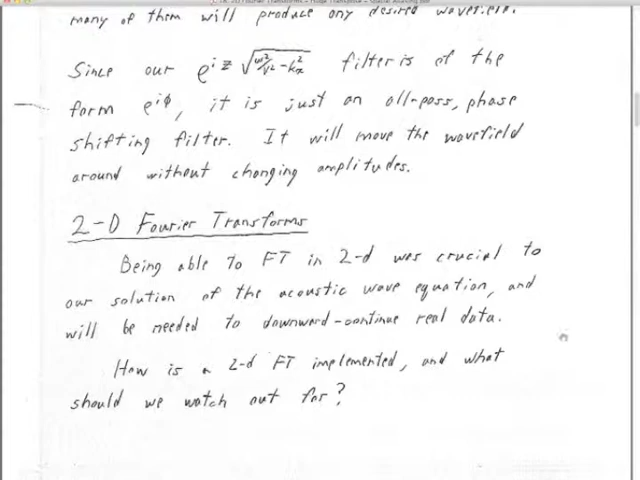 many of them will produce any desired wavefield.
Since our e^{iz√(ω²/v² - kₓ²)} filter is of the
form e^{iϕ}, it is just an all-pass, phase
shifting filter. It will move the wavefield
around without changing amplitudes.
2-D Fourier Transforms
Being able to FT in 2-d was crucial to
our solution of the acoustic wave equation, and
will be needed to downward-continue real data.
How is a 2-d FT implemented, and what
should we watch out for?